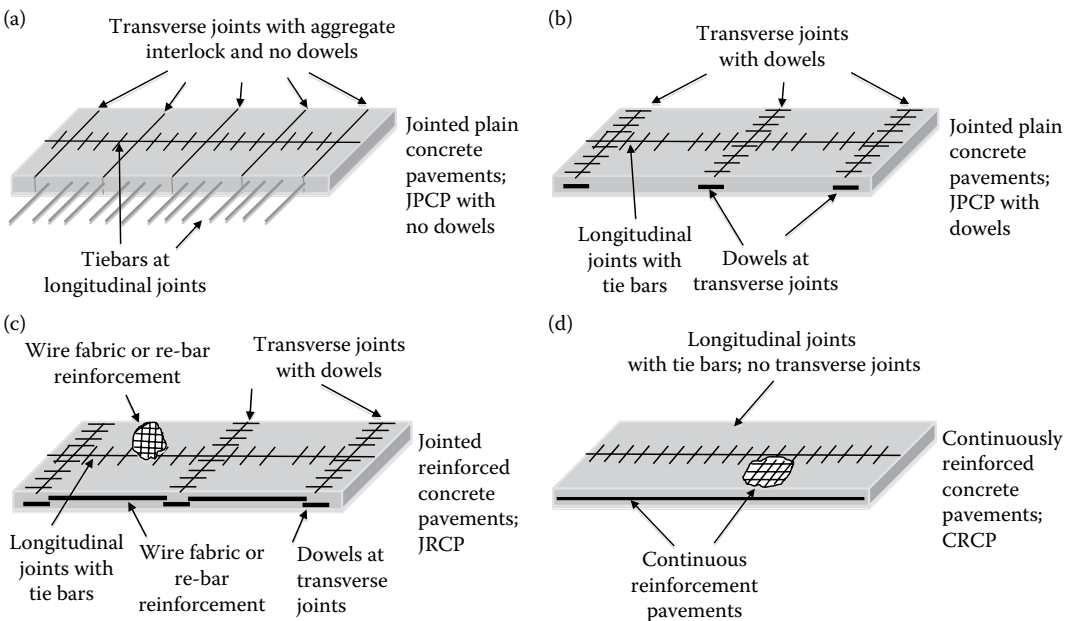 (a)
Transverse joints with aggregate
interlock and no dowels
Jointed plain
concrete
pavements;
JPCP with
no dowels
Tiebars at
longitudinal joints
(b)
Transverse joints
with dowels
Jointed plain
concrete
pavements;
JPCP with
dowels
Longitudinal
joints with
tie bars
Dowels at
transverse joints
(c)
Wire fabric or re-bar
reinforcement
Transverse joints
with dowels
Jointed
reinforced
concrete
pavements;
JRCP
Longitudinal
joints with
tie bars
Wire fabric or
re-bar
reinforcement
Dowels at
transverse
joints
(d)
Longitudinal joints
with tie bars; no transverse joints
Continuously
reinforced
concrete
pavements;
CRCP
Continuous
reinforcement
pavements